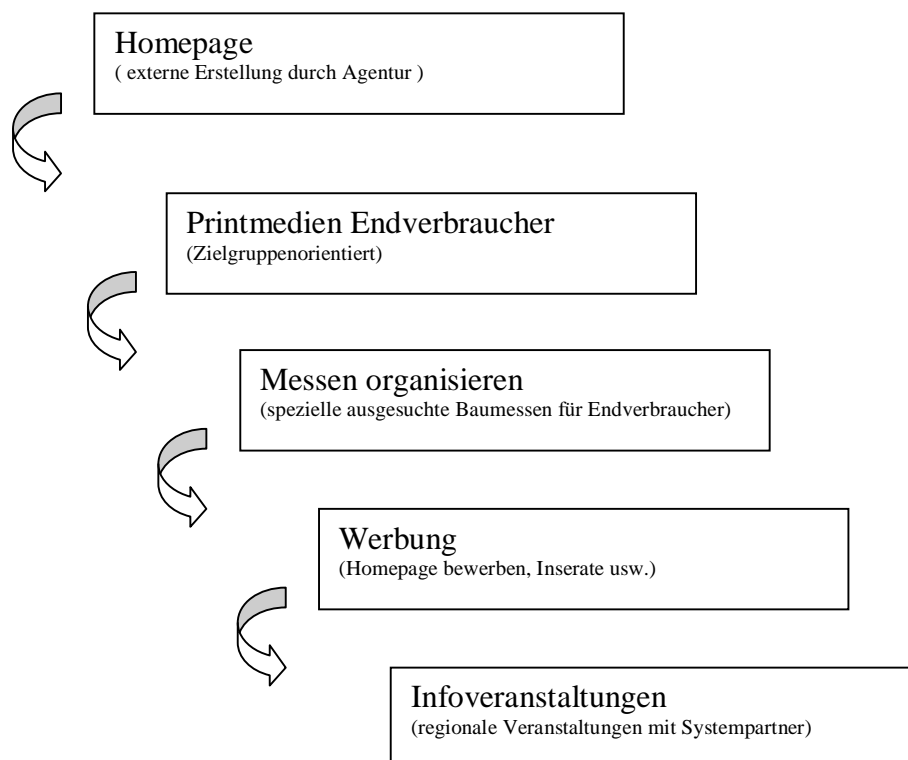 Homepage
( externe Erstellung durch Agentur )
Printmedien Endverbraucher
(Zielgruppenorientiert)
Messen organisieren
(spezielle ausgesuchte Baumessen für Endverbraucher)
Werbung
(Homepage bewerben, Inserate usw.)
Infoveranstaltungen
(regionale Veranstaltungen mit Systempartner)